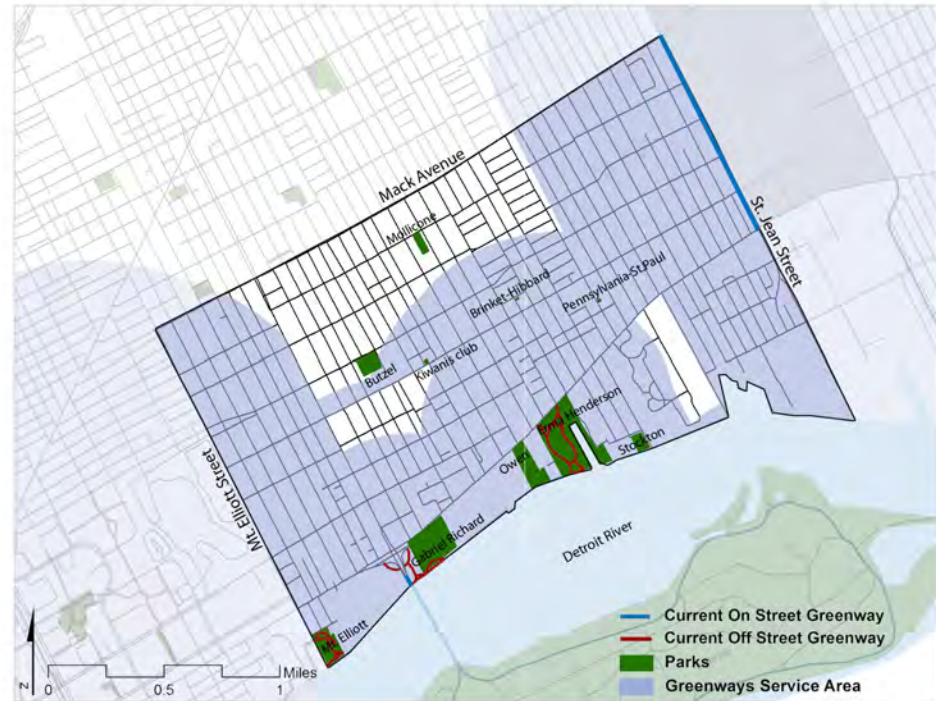 Mack Avenue
St. Jean Street
Mollicone
Brinket-Hibbard
Pennsylvania-St.Paul
Butzel
Kiwanis club
Erma Henderson
Owen
Stockton
Mt. Elliott Street
Gabriel Richard
Detroit River
Mt. Elliott
N
0 0.5 1 Miles
Current On Street Greenway
Current Off Street Greenway
Parks
Greenways Service Area